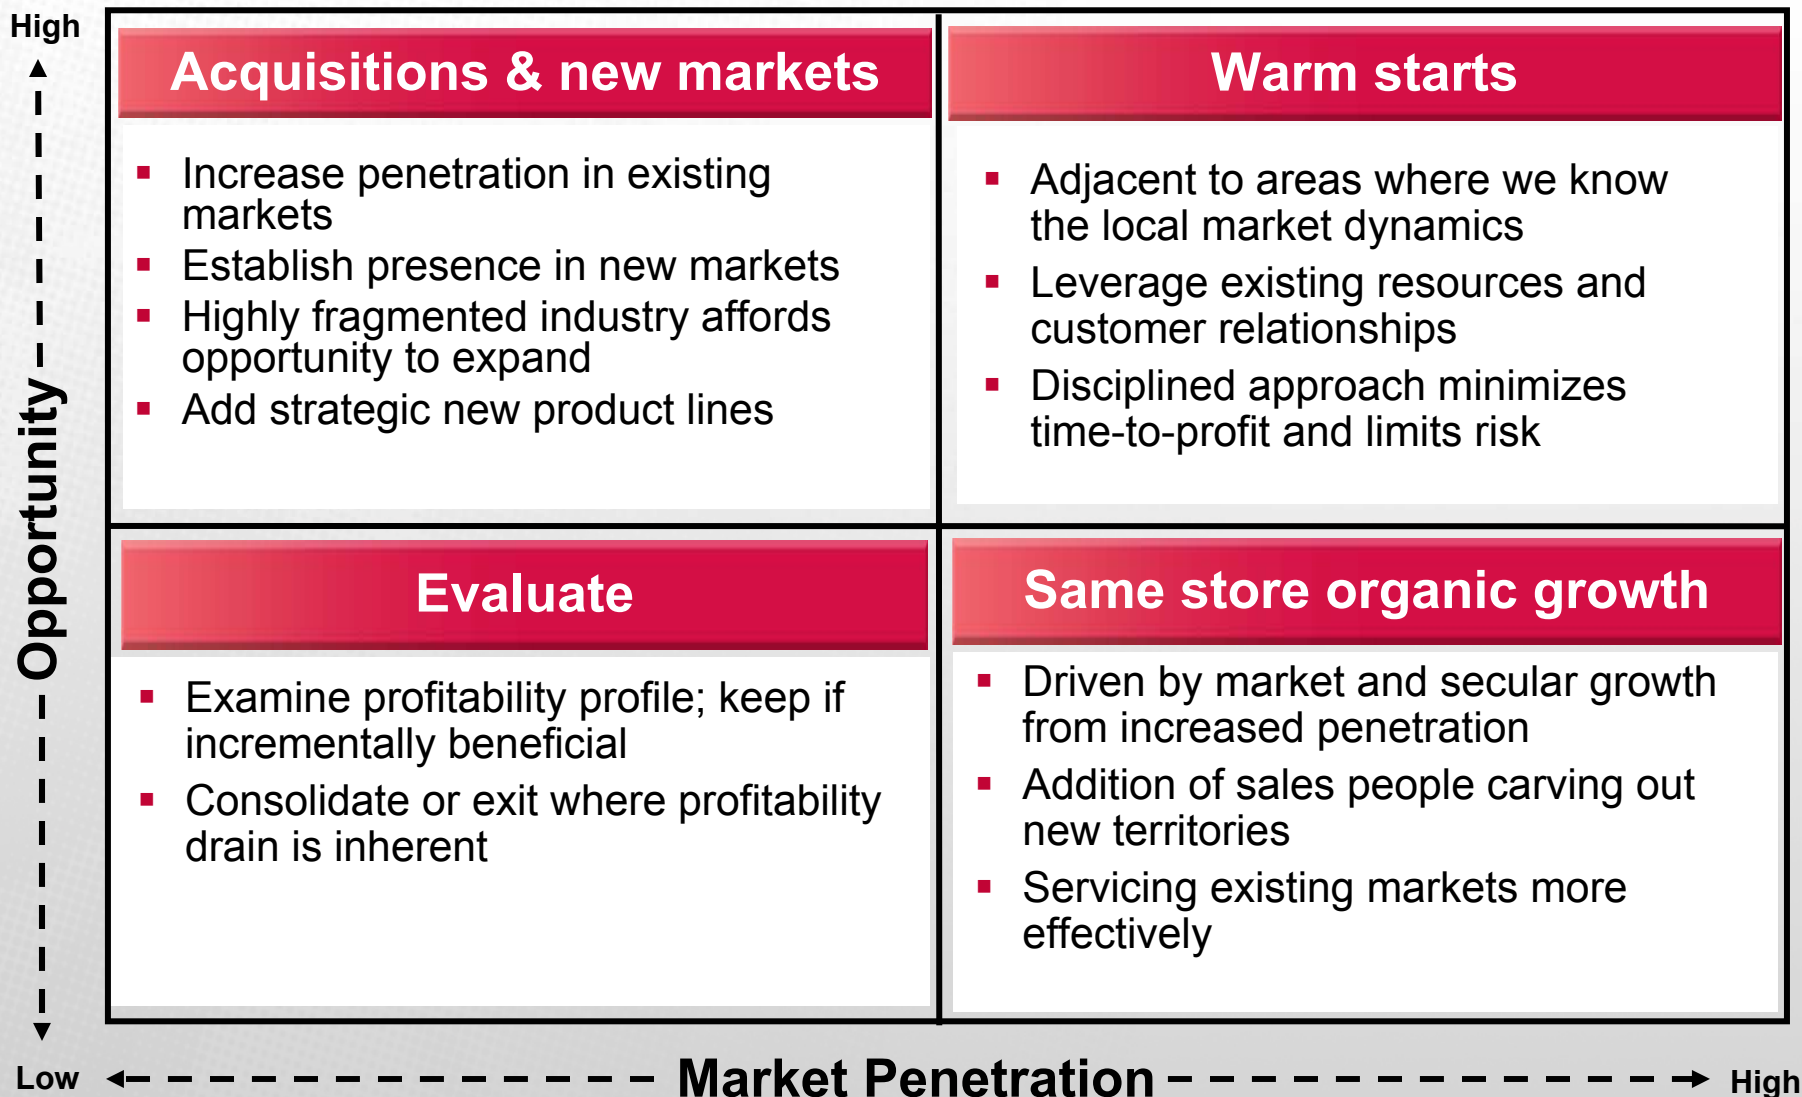 High
Acquisitions & new markets
▪ Increase penetration in existing
markets
▪ Establish presence in new markets
▪ Highly fragmented industry affords
opportunity to expand
▪ Add strategic new product lines
Warm starts
▪ Adjacent to areas where we know
the local market dynamics
▪ Leverage existing resources and
customer relationships
▪ Disciplined approach minimizes
time-to-profit and limits risk
Opportunity
Evaluate
▪ Examine profitability profile; keep if
incrementally beneficial
▪ Consolidate or exit where profitability
drain is inherent
Same store organic growth
▪ Driven by market and secular growth
from increased penetration
▪ Addition of sales people carving out
new territories
▪ Servicing existing markets more
effectively
Low
Market Penetration
High